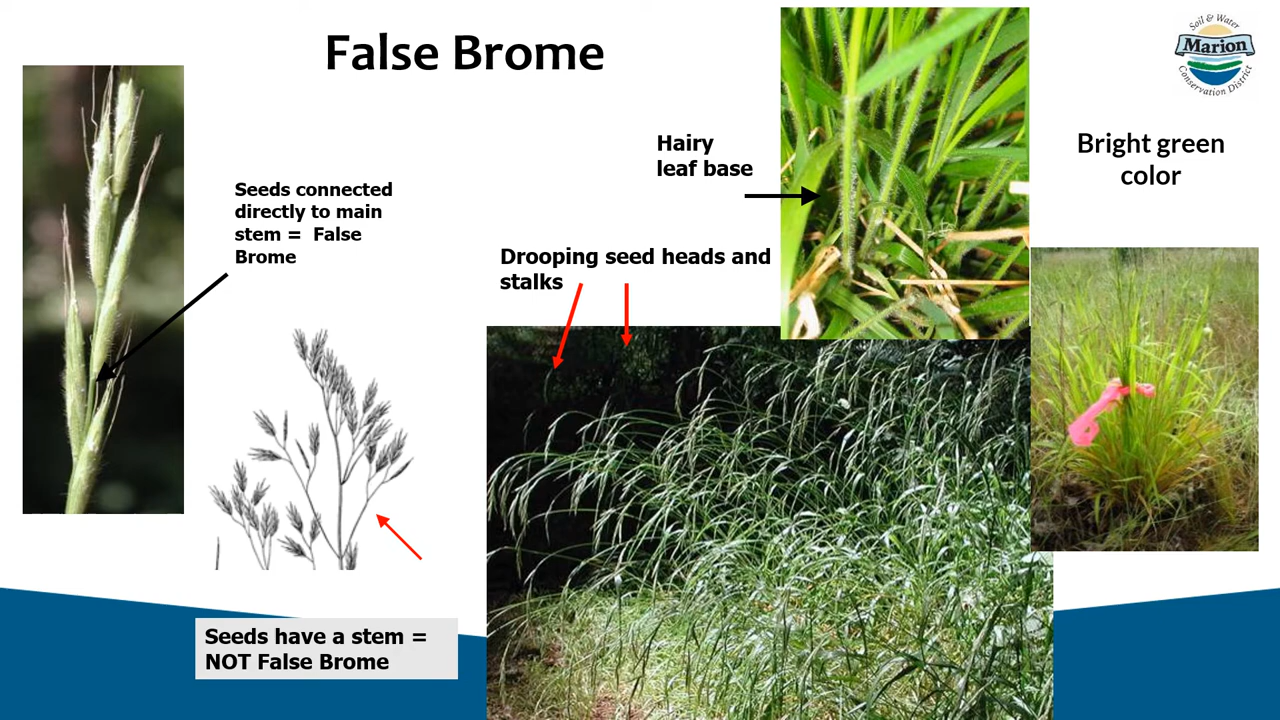 False Brome
Soil & Water
Marion
Conservation District
Hairy
leaf base
Bright green
color
Seeds connected
directly to main
stem =  False
Brome
Drooping seed heads and
stalks
Seeds have a stem =
NOT False Brome